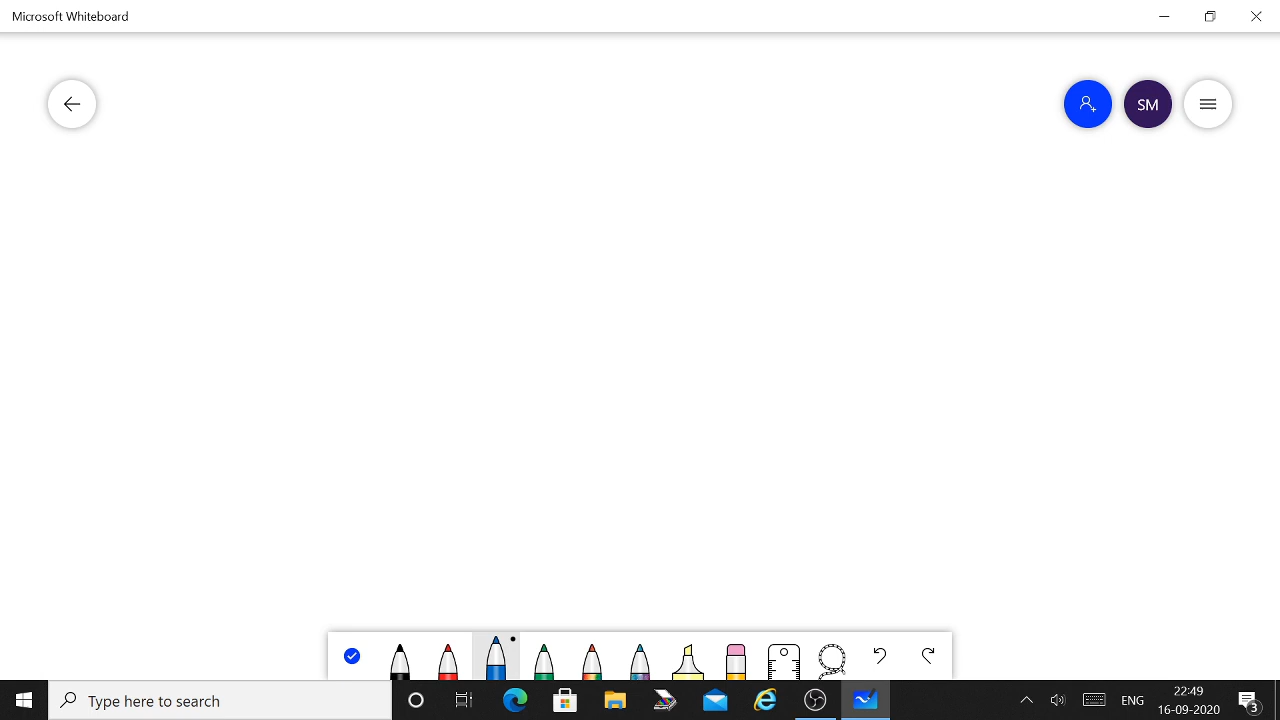 Microsoft Whiteboard
SM
Type here to search
ENG
22:49
16-09-2020
3